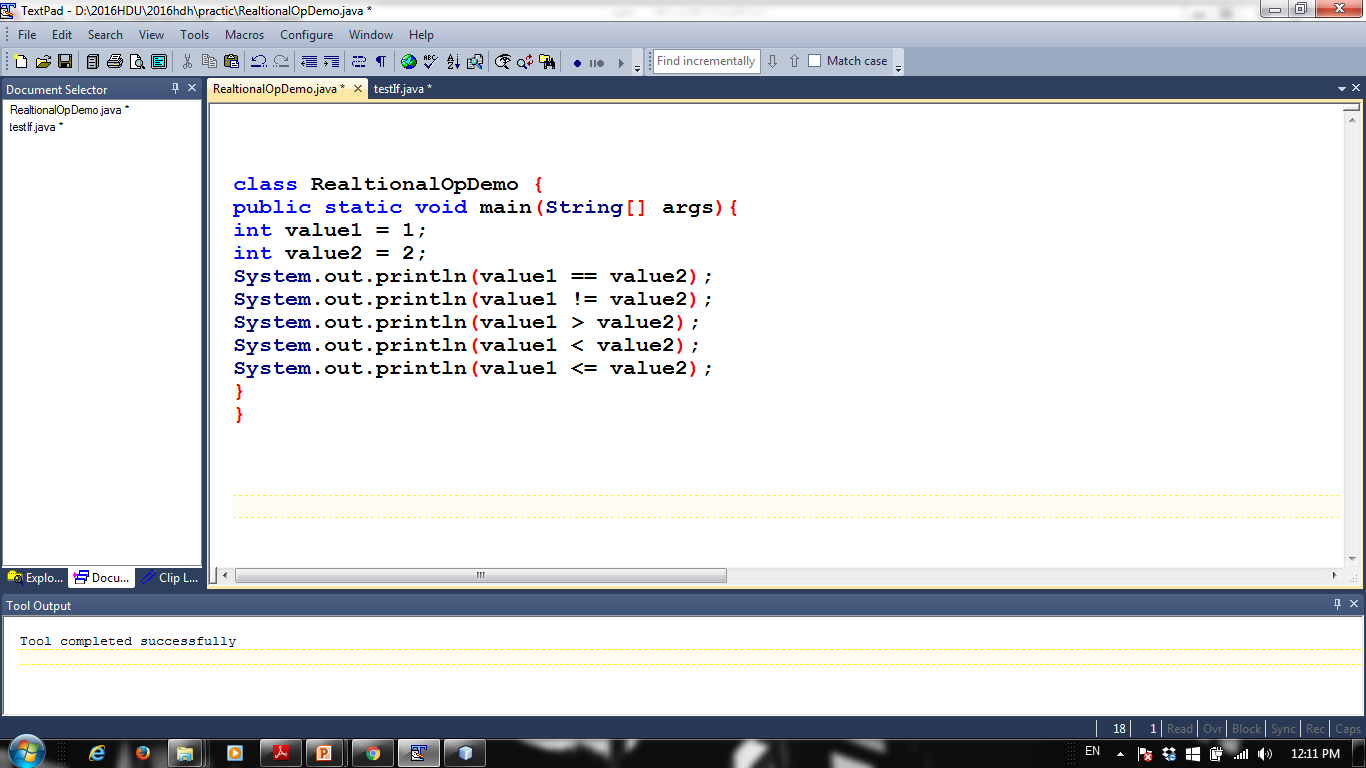 TextPad - D:\2016HDU\2016hdh\practic\RealtionalOpDemo.java *
File Edit Search View Tools Macros Configure Window Help
Find incrementally Match case
Document Selector
RealtionalOpDemo.java *
testIf.java *
RealtionalOpDemo.java * testIf.java *
class RealtionalOpDemo {
public static void main(String[] args){
int value1 = 1;
int value2 = 2;
System.out.println(value1 == value2);
System.out.println(value1 != value2);
System.out.println(value1 > value2);
System.out.println(value1 < value2);
System.out.println(value1 <= value2);
}
}
Explo... Docu... Clip L...
Tool Output
Tool completed successfully
18 1 Read Ovr Block Sync Rec Caps
EN 12:11 PM